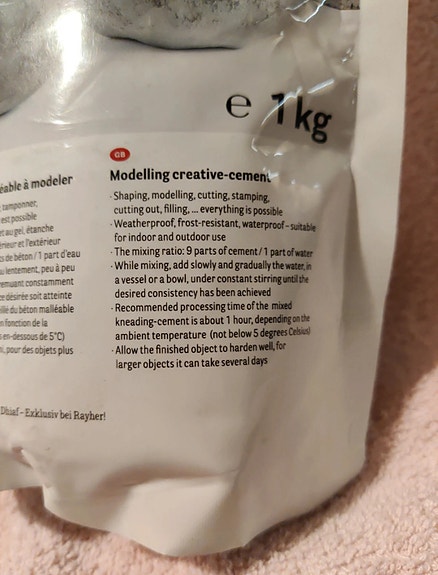 ℮ 1 kg
éable à modeler
tamponner,
est possible
et au gel, étanche
érieur et l'extérieur
s de béton / 1 part d'eau
u lentement, peu à peu
remuant constamment
ce désirée soit atteinte
illé du béton malléable
n fonction de la
s en-dessous de 5°C)
i, pour des objets plus
Dhiaf – Exklusiv bei Rayher!
GB
Modelling creative-cement
· Shaping, modelling, cutting, stamping,
cutting out, filling, ... everything is possible
· Weatherproof, frost-resistant, waterproof – suitable
for indoor and outdoor use
· The mixing ratio: 9 parts of cement / 1 part of water
· While mixing, add slowly and gradually the water, in
a vessel or a bowl, under constant stirring until the
desired consistency has been achieved
· Recommended processing time of the mixed
kneading-cement is about 1 hour, depending on the
ambient temperature (not below 5 degrees Celsius)
· Allow the finished object to harden well, for
larger objects it can take several days